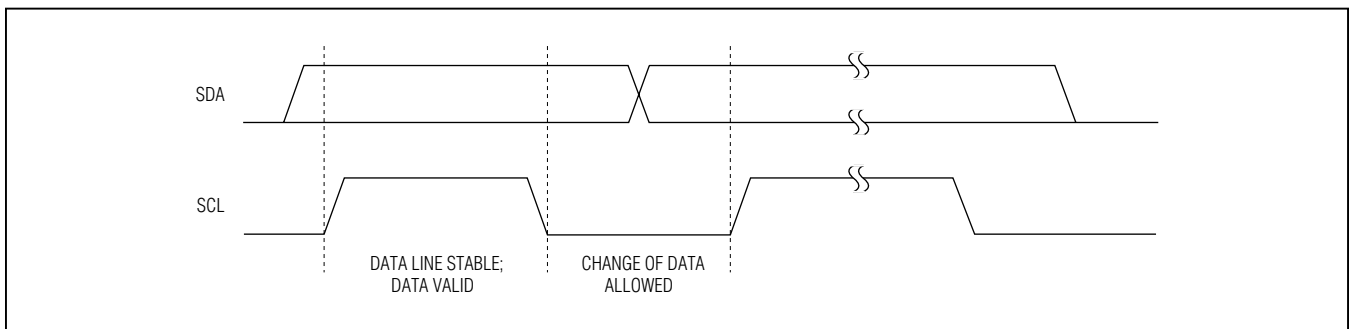 SDA
SCL
DATA LINE STABLE;
DATA VALID
CHANGE OF DATA
ALLOWED